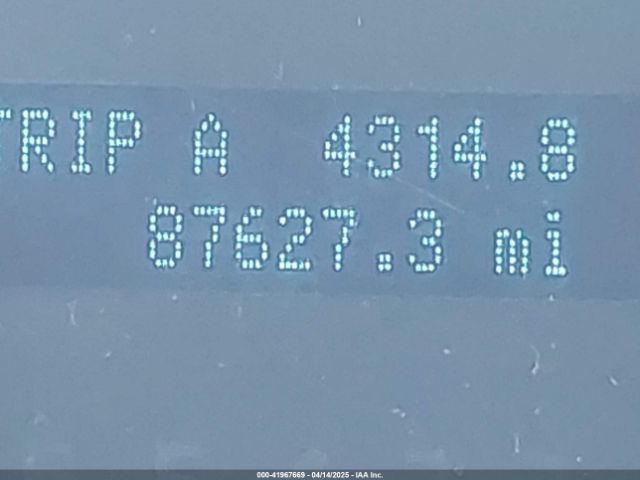 TRIP A 4314.8
87627.3 mi
000-41967669 - 04/14/2025 - IAA Inc.